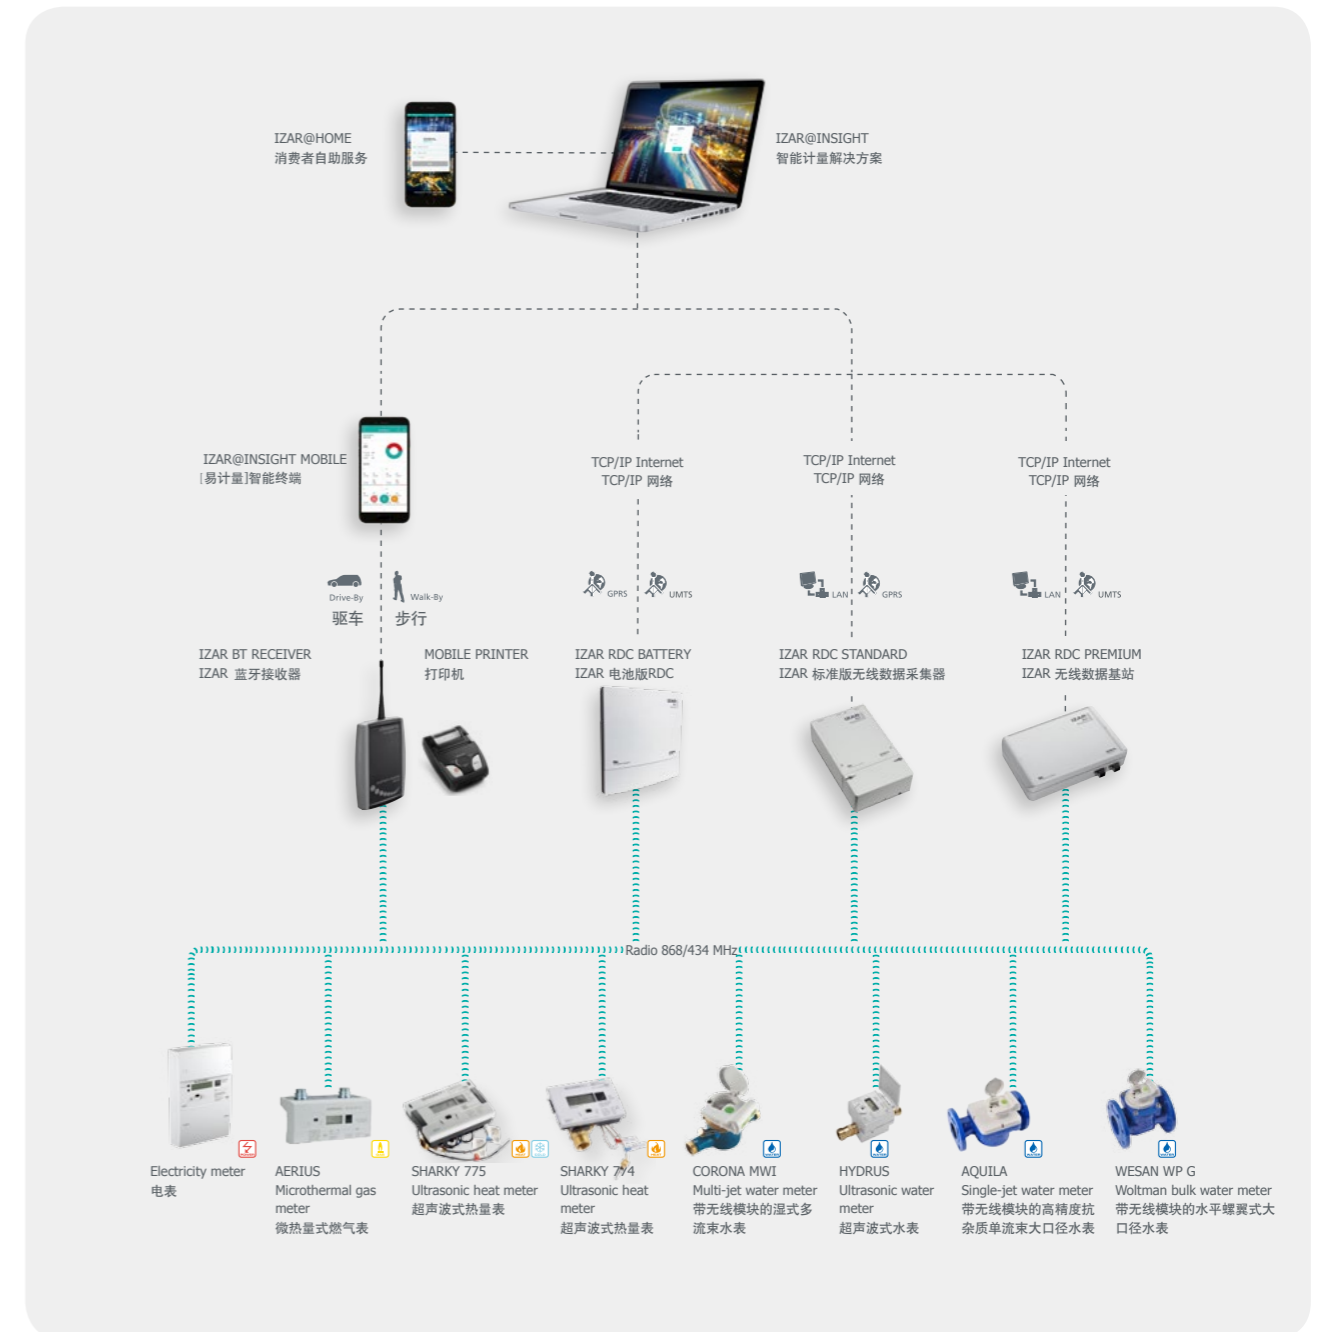 IZAR@HOME
消费者自助服务
IZAR@INSIGHT
智能计量解决方案
IZAR@INSIGHT MOBILE
[易计量]智能终端
TCP/IP Internet
TCP/IP 网络
TCP/IP Internet
TCP/IP 网络
TCP/IP Internet
TCP/IP 网络
Drive-By
驱车
Walk-By
步行
GPRS
UMTS
LAN
GPRS
LAN
UMTS
IZAR BT RECEIVER
IZAR 蓝牙接收器
MOBILE PRINTER
打印机
IZAR RDC BATTERY
IZAR 电池版RDC
IZAR RDC STANDARD
IZAR 标准版无线数据采集器
IZAR RDC PREMIUM
IZAR 无线数据基站
Radio 868/434 MHz
Electricity meter
电表
AERIUS
Microthermal gas
meter
微热量式燃气表
SHARKY 775
Ultrasonic heat meter
超声波式热量表
SHARKY 774
Ultrasonic heat
meter
超声波式热量表
CORONA MWI
Multi-jet water meter
带无线模块的湿式多
流束水表
HYDRUS
Ultrasonic water
meter
超声波式水表
AQUILA
Single-jet water meter
带无线模块的高精度抗
杂质单流束大口径水表
WESAN WP G
Woltman bulk water meter
带无线模块的水平螺翼式大
口径水表